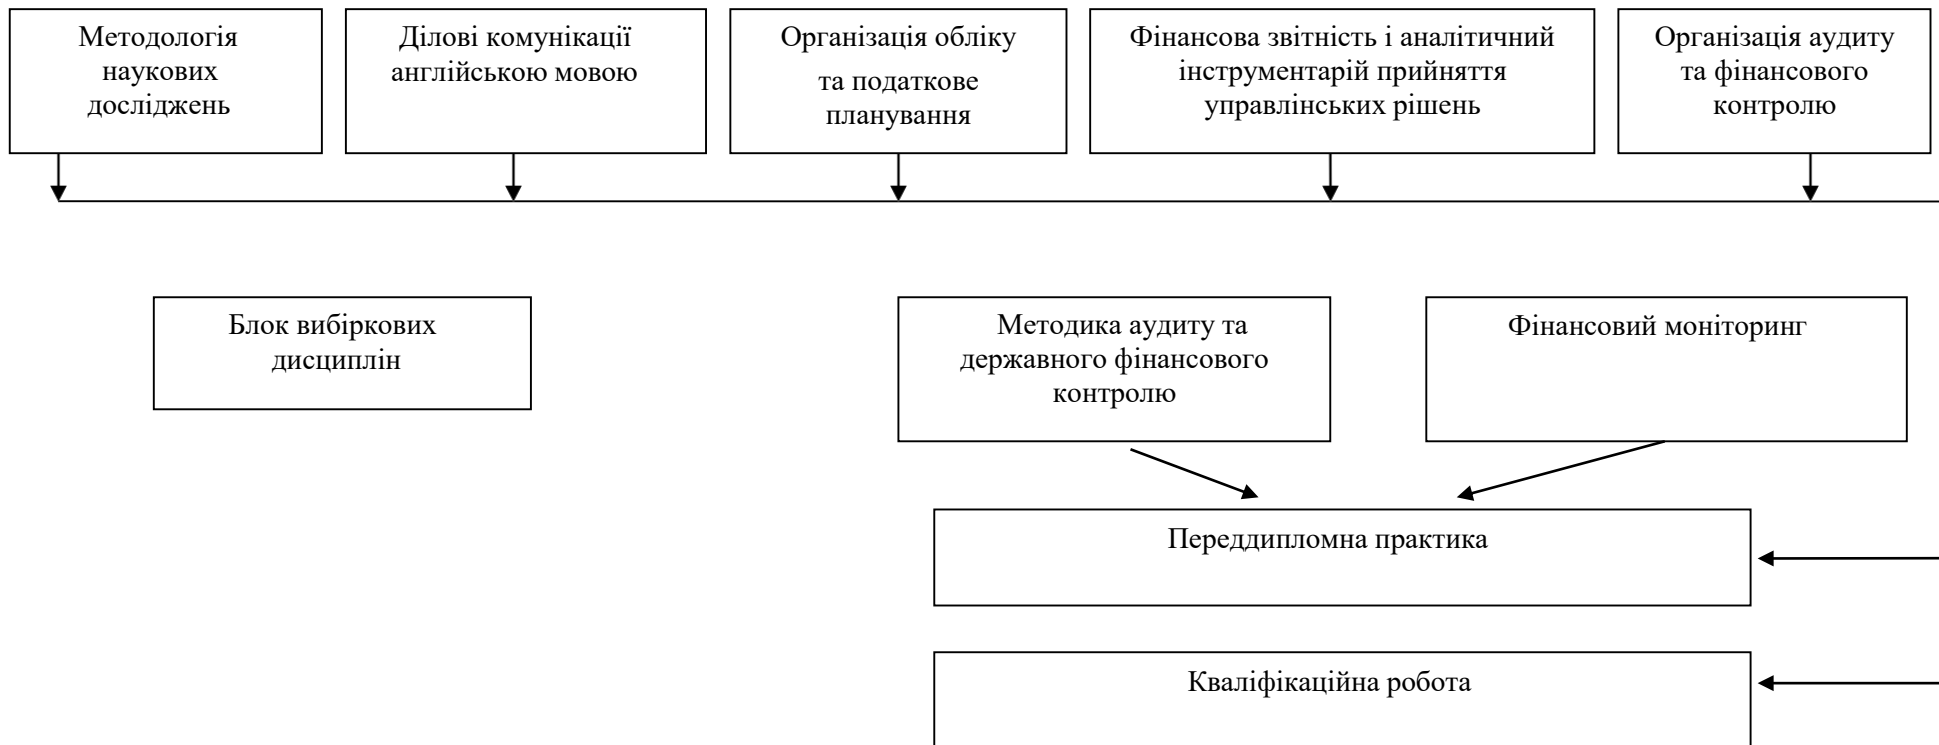 Методологія
наукових
досліджень
Ділові комунікації
англійською мовою
Організація обліку
та податкове
планування
Фінансова звітність і аналітичний
інструментарій прийняття
управлінських рішень
Організація аудиту
та фінансового
контролю
Блок вибіркових
дисциплін
Методика аудиту та
державного фінансового
контролю
Фінансовий моніторинг
Переддипломна практика
Кваліфікаційна робота